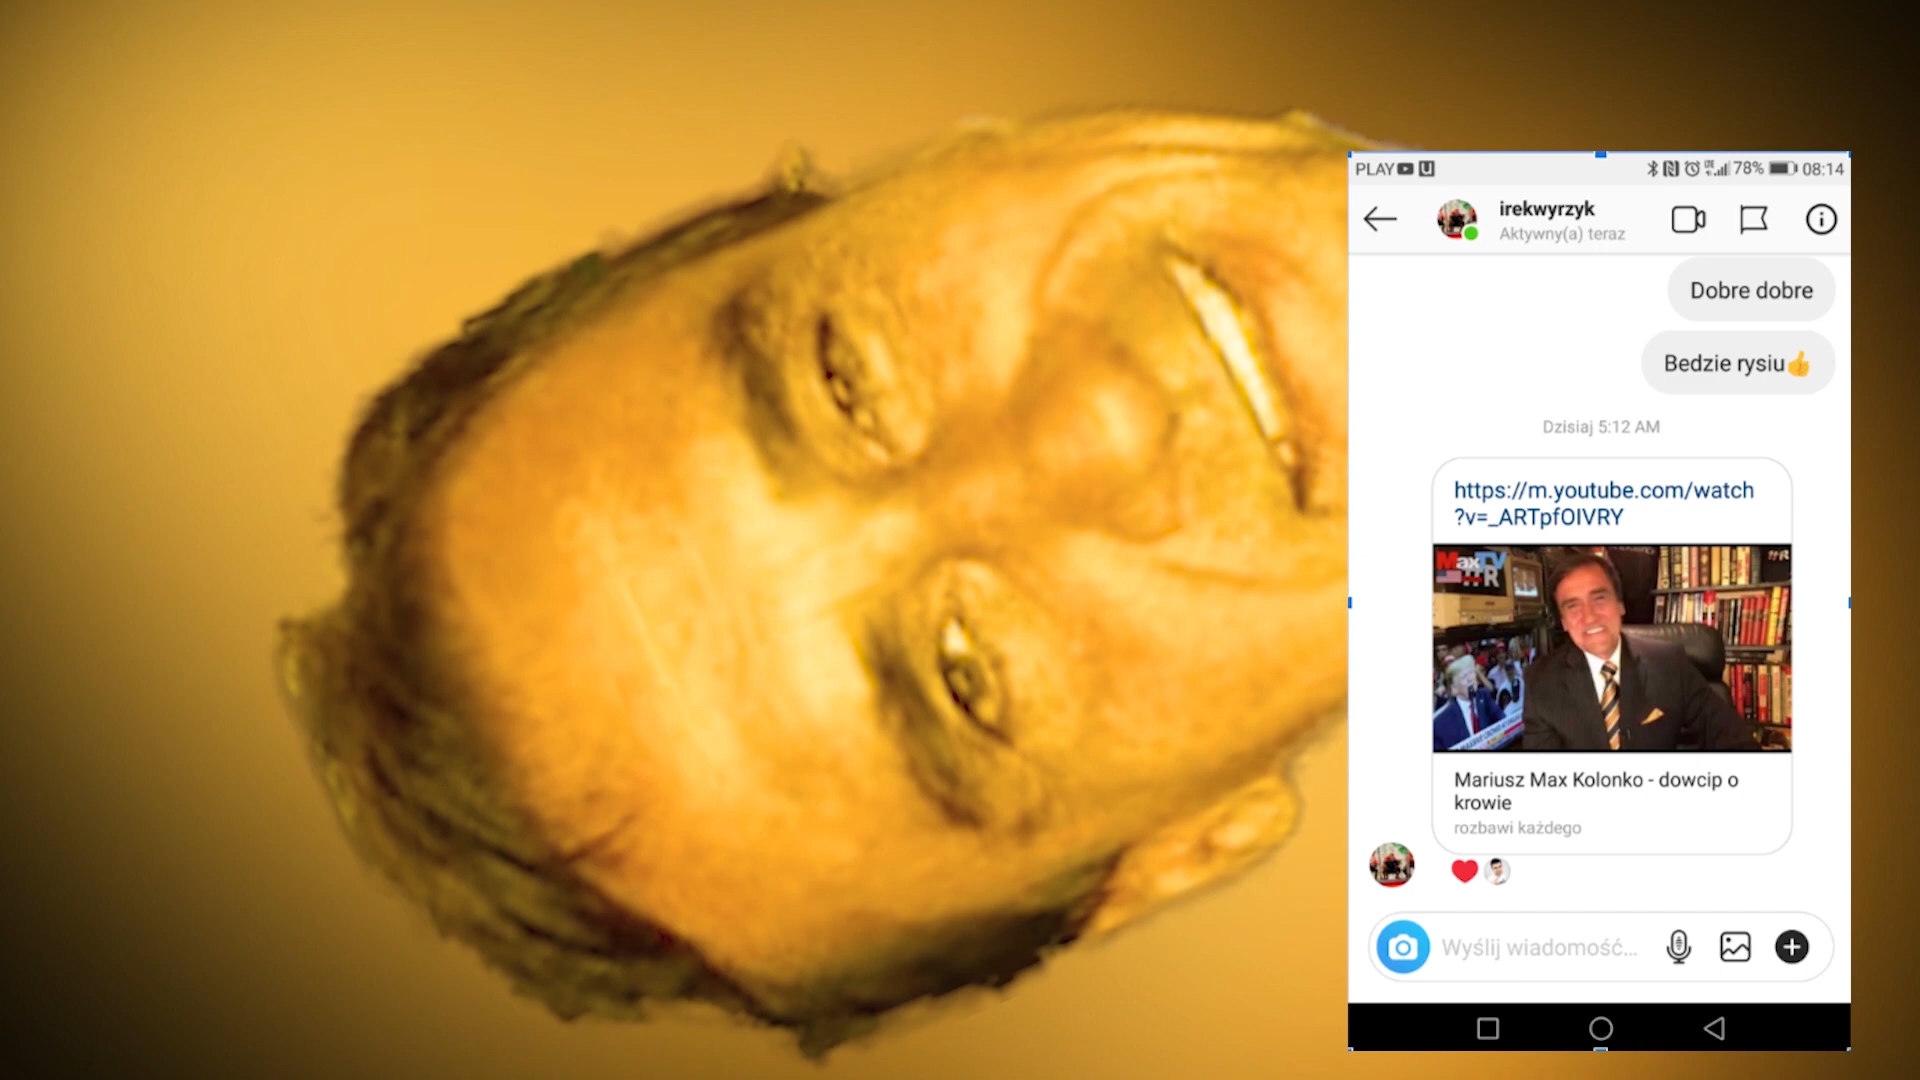 PLAY 78% 08:14
irekwyrzyk
Aktywny(a) teraz
Dobre dobre
Bedzie rysiu👍
Dzisiaj 5:12 AM
https://m.youtube.com/watch
?v=_ARTpfOIVRY
MaxTV
#R
#R
Mariusz Max Kolonko - dowcip o
krowie
rozbawi każdego
Wyślij wiadomość...